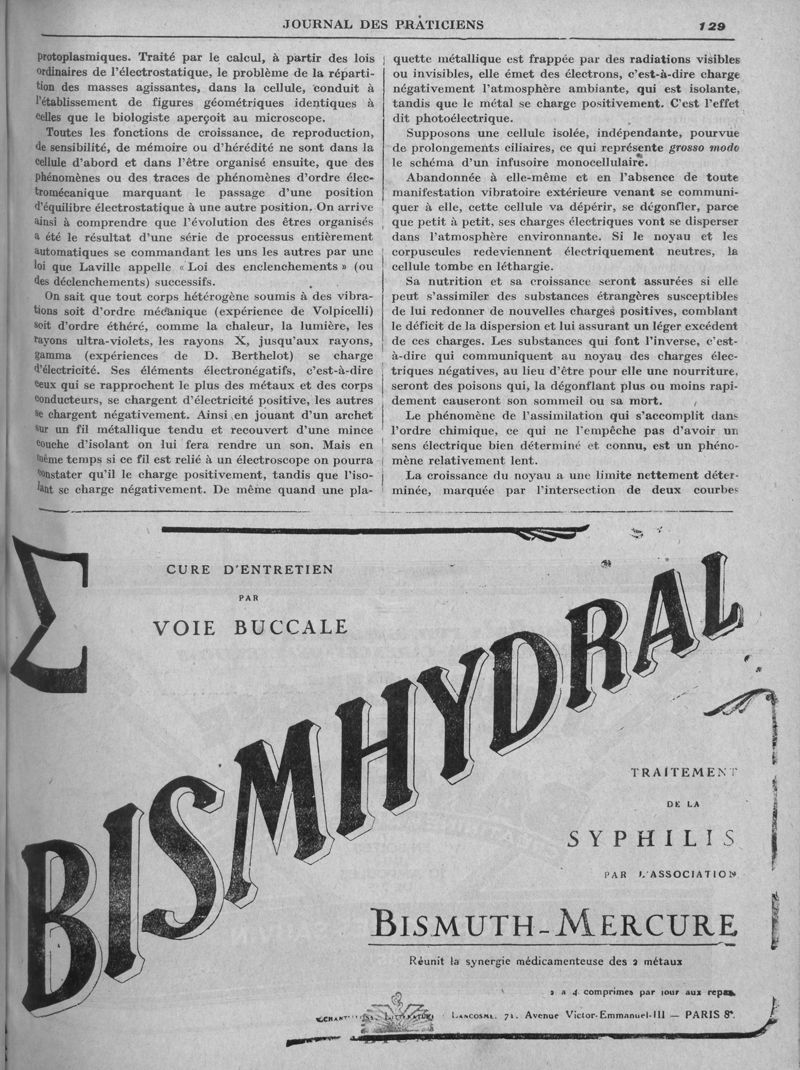 JOURNAL DES PRATICIENS
129
protoplasmiques. Traité par le calcul, à partir des lois
ordinaires de l'électrostatique, le problème de la réparti-
tion des masses agissantes, dans la cellule, conduit à
l'établissement de figures géométriques identiques à
celles que le biologiste aperçoit au microscope.
Toutes les fonctions de croissance, de reproduction,
de sensibilité, de mémoire ou d'hérédité ne sont dans la
cellule d'abord et dans l'être organisé ensuite, que des
phénomènes ou des traces de phénomènes d'ordre élec-
tromécanique marquant le passage d'une position
d'équilibre électrostatique à une autre position. On arrive
ainsi à comprendre que l'évolution des êtres organisés
a été le résultat d'une série de processus entièrement
automatiques se commandant les uns les autres par une
loi que Laville appelle « Loi des enclenchements » (ou
des déclenchements) successifs.
On sait que tout corps hétérogène soumis à des vibra-
tions soit d'ordre mécanique (expérience de Volpicelli)
soit d'ordre éthéré, comme la chaleur, la lumière, les
rayons ultra-violets, les rayons X, jusqu'aux rayons,
gamma (expériences de D. Berthelot) se charge
d'électricité. Ses éléments électronégatifs, c'est-à-dire
ceux qui se rapprochent le plus des métaux et des corps
conducteurs, se chargent d'électricité positive, les autres
se chargent négativement. Ainsi en jouant d'un archet
sur un fil métallique tendu et recouvert d'une mince
couche d'isolant on lui fera rendre un son. Mais en
même temps si ce fil est relié à un électroscope on pourra
constater qu'il le charge positivement, tandis que l'iso-
lant se charge négativement. De même quand une pla-
quette métallique est frappée par des radiations visibles
ou invisibles, elle émet des électrons, c'est-à-dire charge
négativement l'atmosphère ambiante, qui est isolante,
tandis que le métal se charge positivement. C'est l'effet
dit photoélectrique.
Supposons une cellule isolée, indépendante, pourvue
de prolongements ciliaires, ce qui représente grosso modo
le schéma d'un infusoire monocellulaire.
Abandonnée à elle-même et en l'absence de toute
manifestation vibratoire extérieure venant se communi-
quer à elle, cette cellule va dépérir, se dégonfler, parce
que petit à petit, ses charges électriques vont se disperser
dans l'atmosphère environnante. Si le noyau et les
corpuscules redeviennent électriquement neutres, la
cellule tombe en léthargie.
Sa nutrition et sa croissance seront assurées si elle
peut s'assimiler des substances étrangères susceptibles
de lui redonner de nouvelles charges positives, comblant
le déficit de la dispersion et lui assurant un léger excédent
de ces charges. Les substances qui font l'inverse, c'est-
à-dire qui communiquent au noyau des charges élec-
triques négatives, au lieu d'être pour elle une nourriture,
seront des poisons qui, la dégonflant plus ou moins rapi-
dement causeront son sommeil ou sa mort.
Le phénomène de l'assimilation qui s'accomplit dans
l'ordre chimique, ce qui ne l'empêche pas d'avoir un
sens électrique bien déterminé et connu, est un phéno-
mène relativement lent.
La croissance du noyau a une limite nettement déter-
minée, marquée par l'intersection de deux courbes
Σ
CURE D'ENTRETIEN
PAR
VOIE BUCCALE
BISMHYDRAL
TRAITEMENT
DE LA
SYPHILIS
PAR L'ASSOCIATION
BISMUTH-MERCURE
Réunit la synergie médicamenteuse des 2 métaux
2 a 4 comprimes par jour aux repas
LANCOSME, 71, Avenue Victor-Emmanuel-III — PARIS 8e.